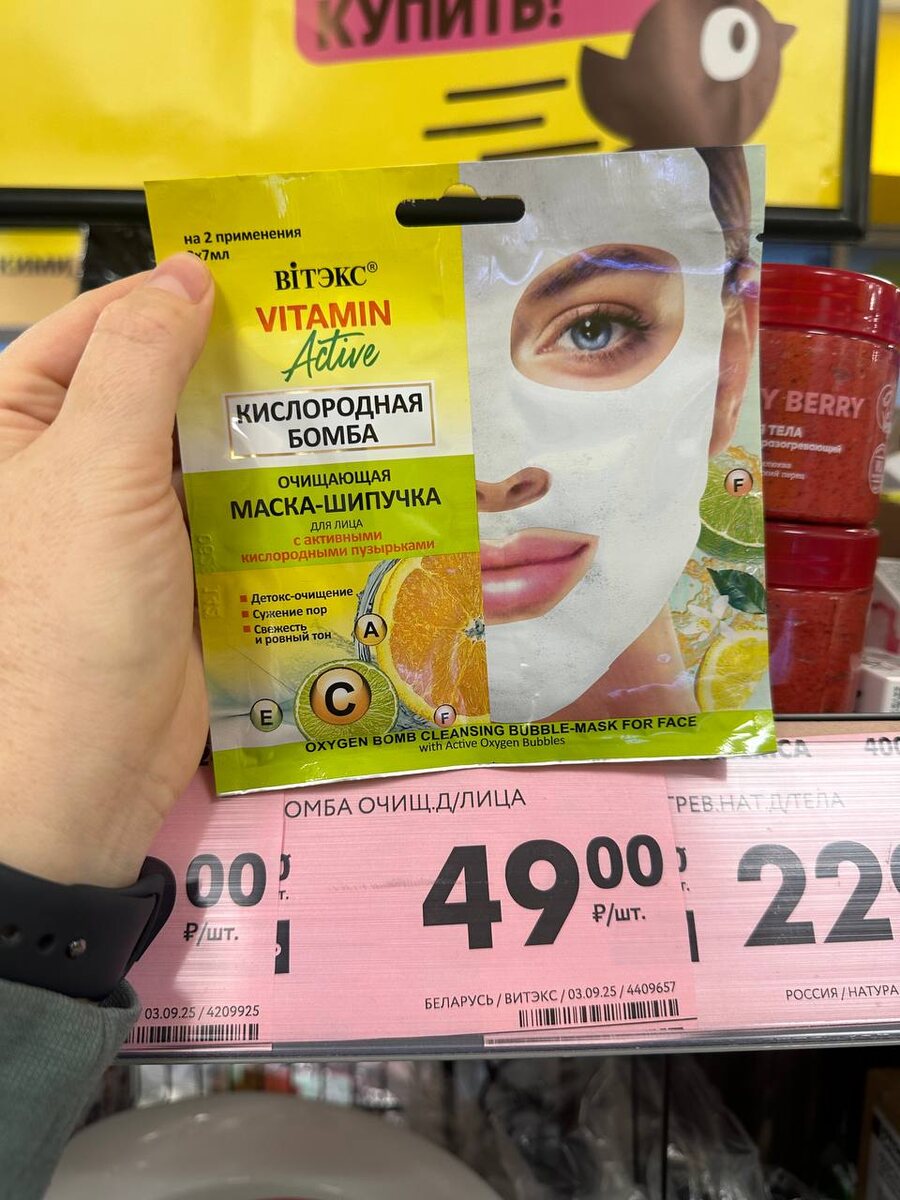 КУПИТЬ!
на 2 применения
2х7мл
ВІТЭКС®
VITAMIN
Active
КИСЛОРОДНАЯ
БОМБА
ОЧИЩАЮЩАЯ
МАСКА-ШИПУЧКА
ДЛЯ ЛИЦА
с активными
кислородными пузырьками
Детокс-очищение
Сужение пор
Свежесть
и ровный тон
A
C
E
F
F
OXYGEN BOMB CLEANSING BUBBLE-MASK FOR FACE
with Active Oxygen Bubbles
Y BERRY
ТЕЛА
разогревающий
ОМБА ОЧИЩ.Д/ЛИЦА
49 00
₽/шт.
БЕЛАРУСЬ / ВИТЭКС / 03.09.25 / 4409657
00
₽/шт.
03.09.25 / 4209925
ГРЕВ.НАТ.Д/ТЕЛА
22
РОССИЯ / НАТУРА